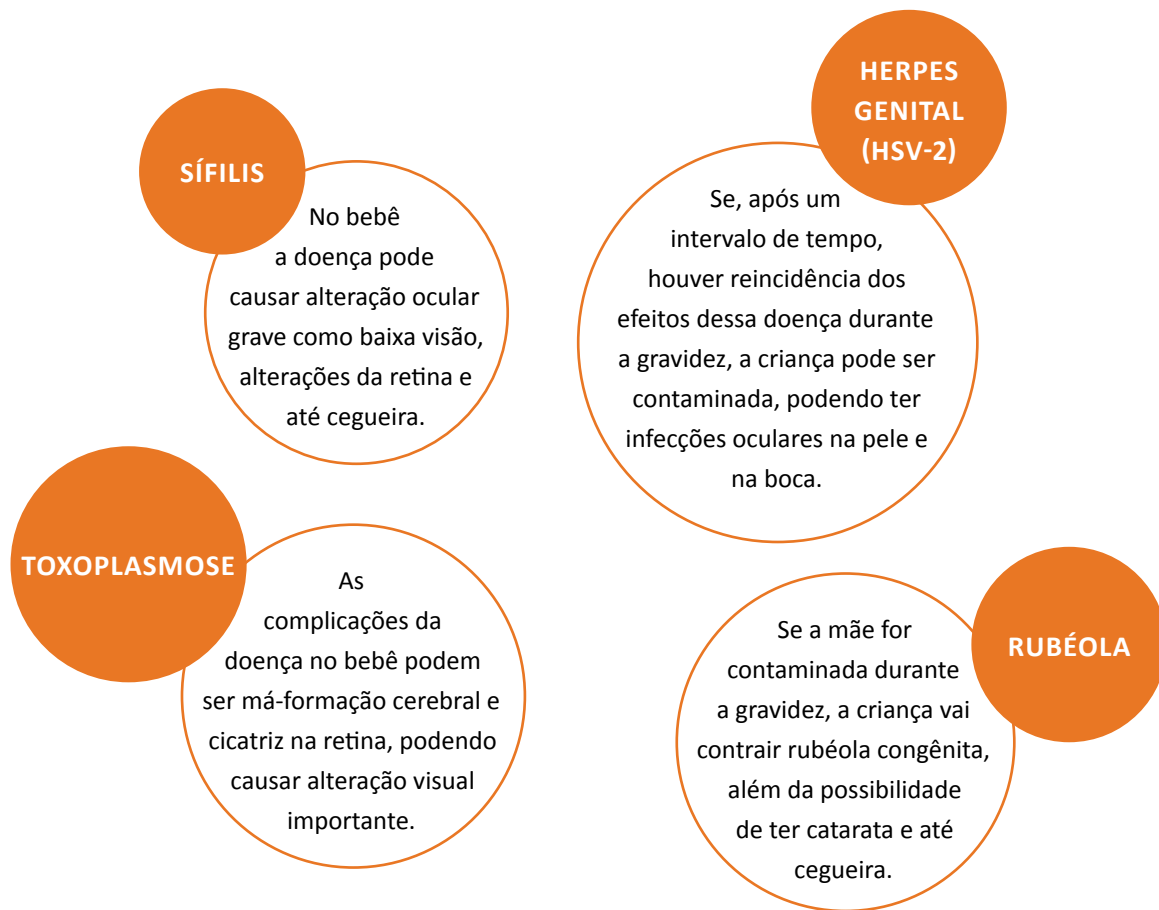 SÍFILIS
No bebê
a doença pode
causar alteração ocular
grave como baixa visão,
alterações da retina e
até cegueira.
HERPES
GENITAL
(HSV-2)
Se, após um
intervalo de tempo,
houver reincidência dos
efeitos dessa doença durante
a gravidez, a criança pode ser
contaminada, podendo ter
infecções oculares na pele e
na boca.
TOXOPLASMOSE
As
complicações da
doença no bebê podem
ser má-formação cerebral e
cicatriz na retina, podendo
causar alteração visual
importante.
RUBÉOLA
Se a mãe for
contaminada durante
a gravidez, a criança vai
contrair rubéola congênita,
além da possibilidade
de ter catarata e até
cegueira.